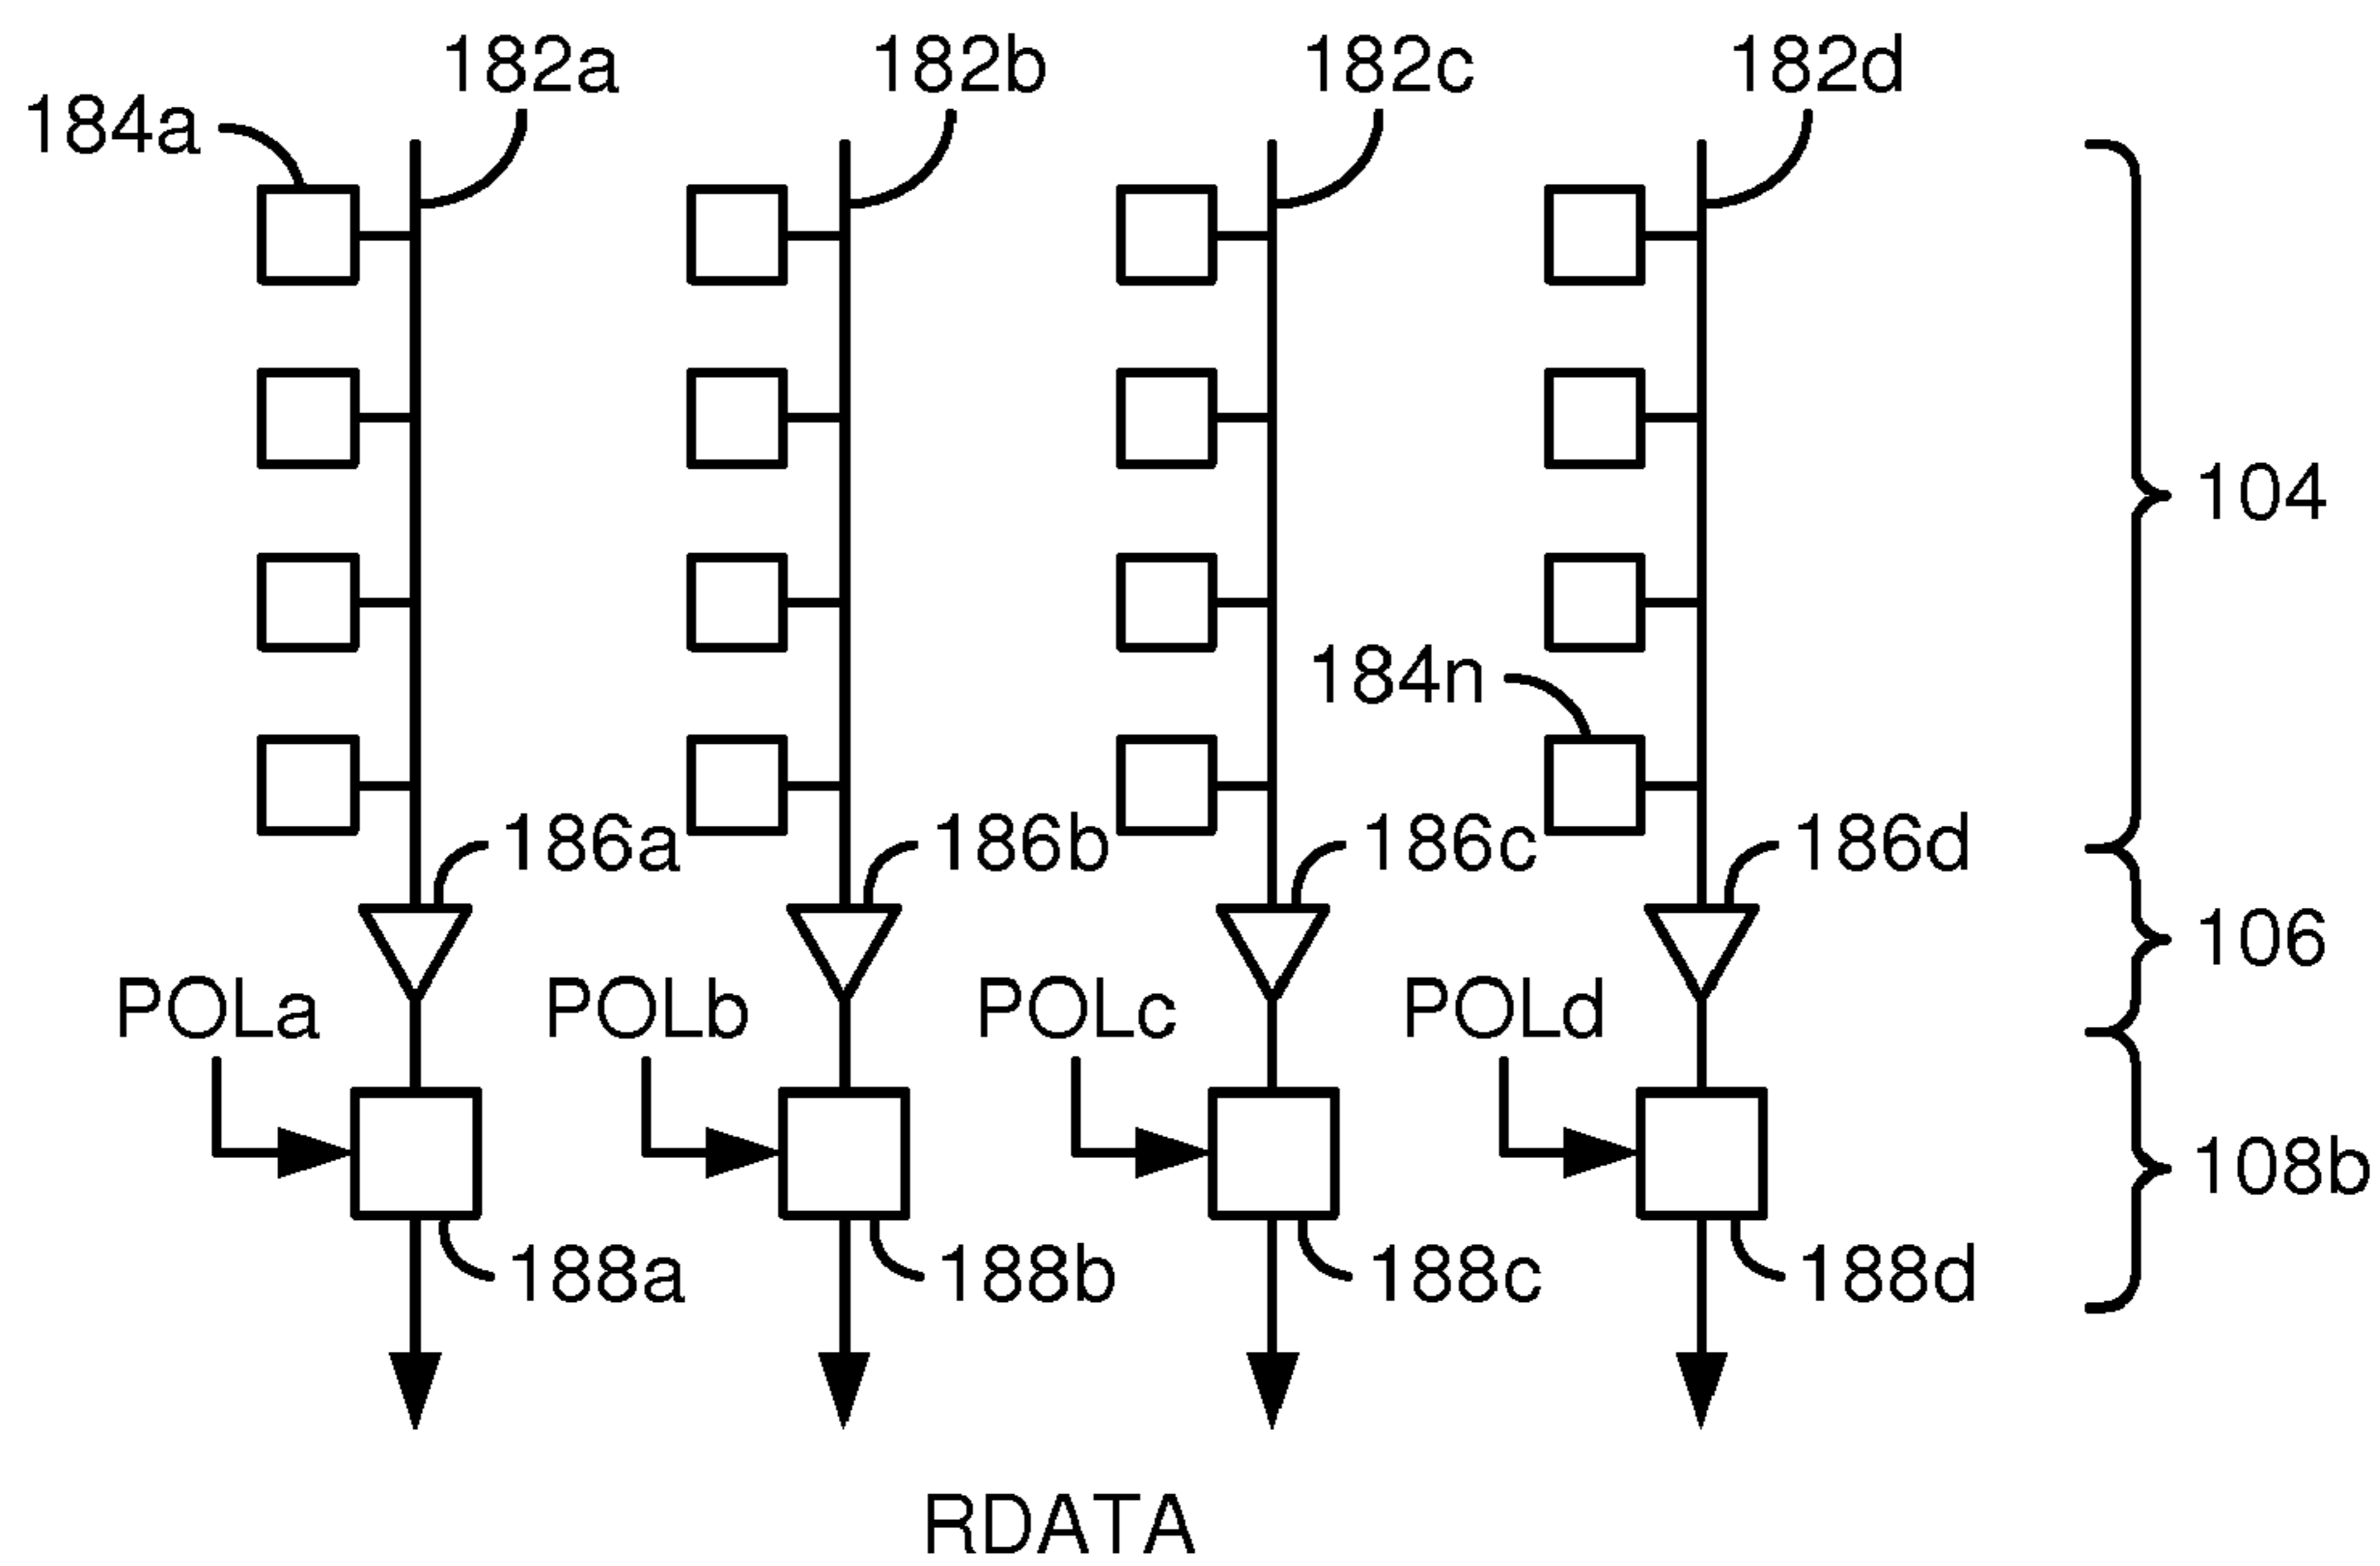 182a 182b 182c 182d
184a
104
184n
186a 186b 186c 186d
106
POLa POLb POLc POLd
108b
188a 188b 188c 188d
RDATA